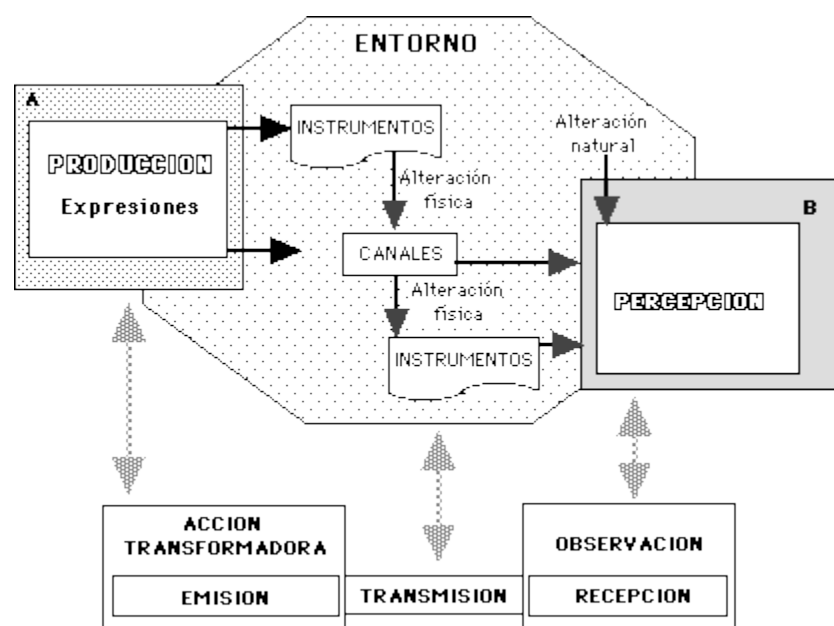 ENTORNO
A
PRODUCCION
Expresiones
INSTRUMENTOS
Alteración
física
CANALES
Alteración
física
INSTRUMENTOS
Alteración
natural
B
PERCEPCION
ACCION
TRANSFORMADORA
EMISION
TRANSMISION
OBSERVACION
RECEPCION